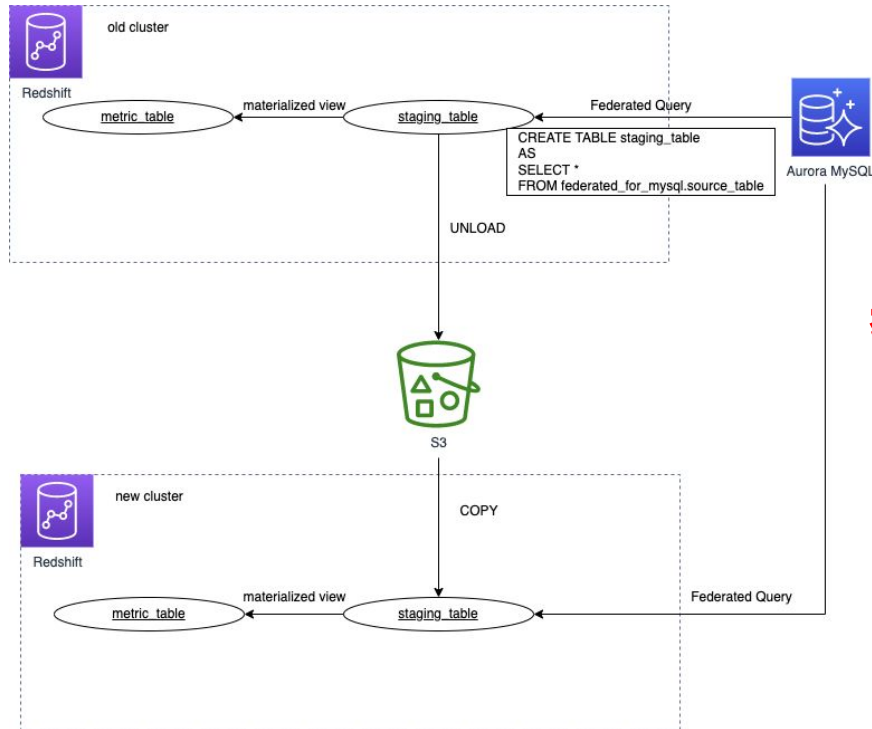 old cluster
Redshift
metric_table
materialized view
staging_table
Federated Query
CREATE TABLE staging_table
AS
SELECT *
FROM federated_for_mysql.source_table
Aurora MySQL
UNLOAD
S3
new cluster
Redshift
COPY
metric_table
materialized view
staging_table
Federated Query